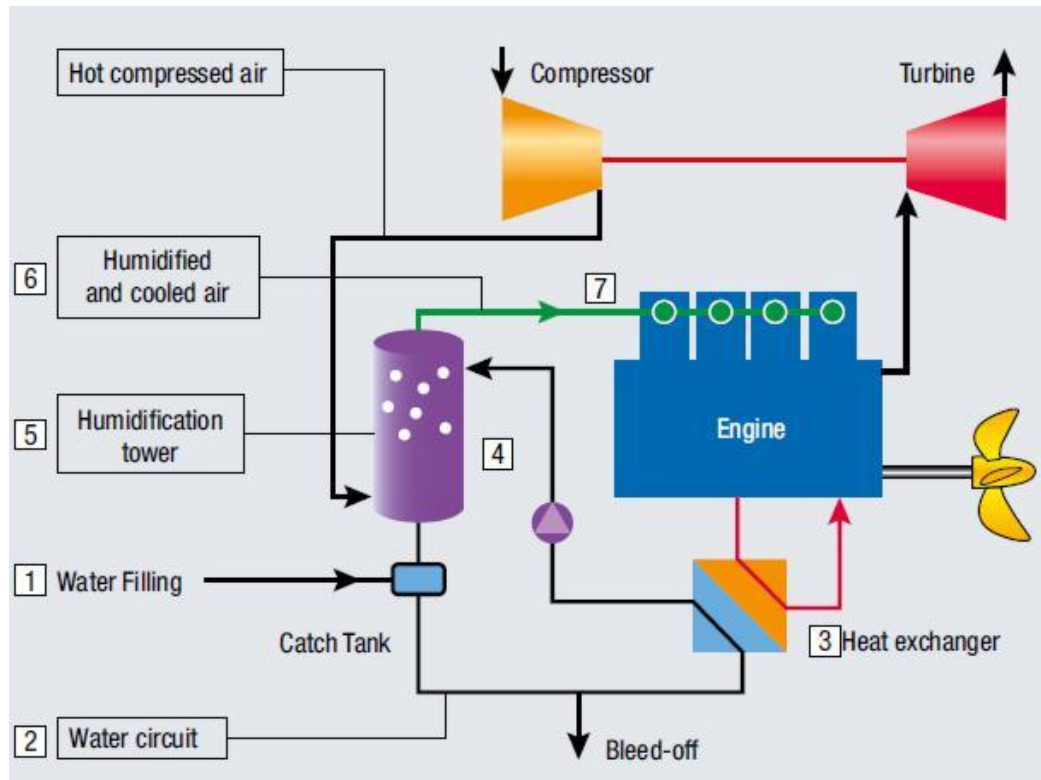 Hot compressed air
Compressor
Turbine
6
Humidified
and cooled air
7
5
Humidification
tower
4
Engine
1
Water Filling
Catch Tank
3
Heat exchanger
2
Water circuit
Bleed-off